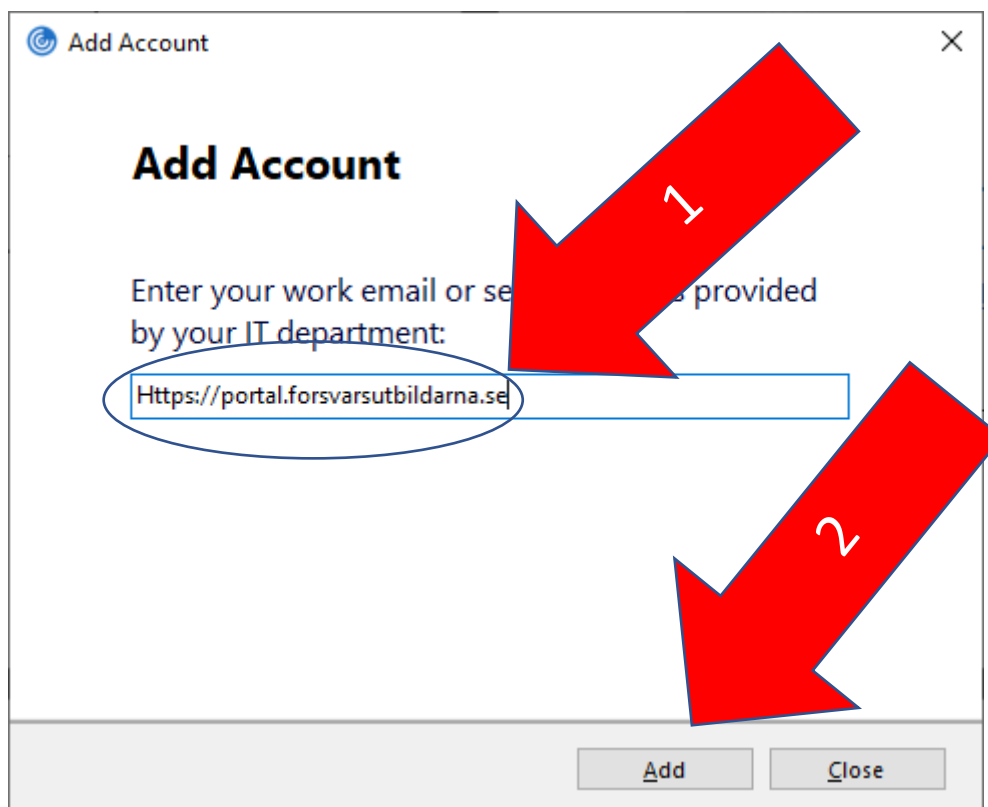 Add Account
Add Account
1
Enter your work email or se s provided
by your IT department:
Https://portal.forsvarsutbildarna.se
2
Add
Close